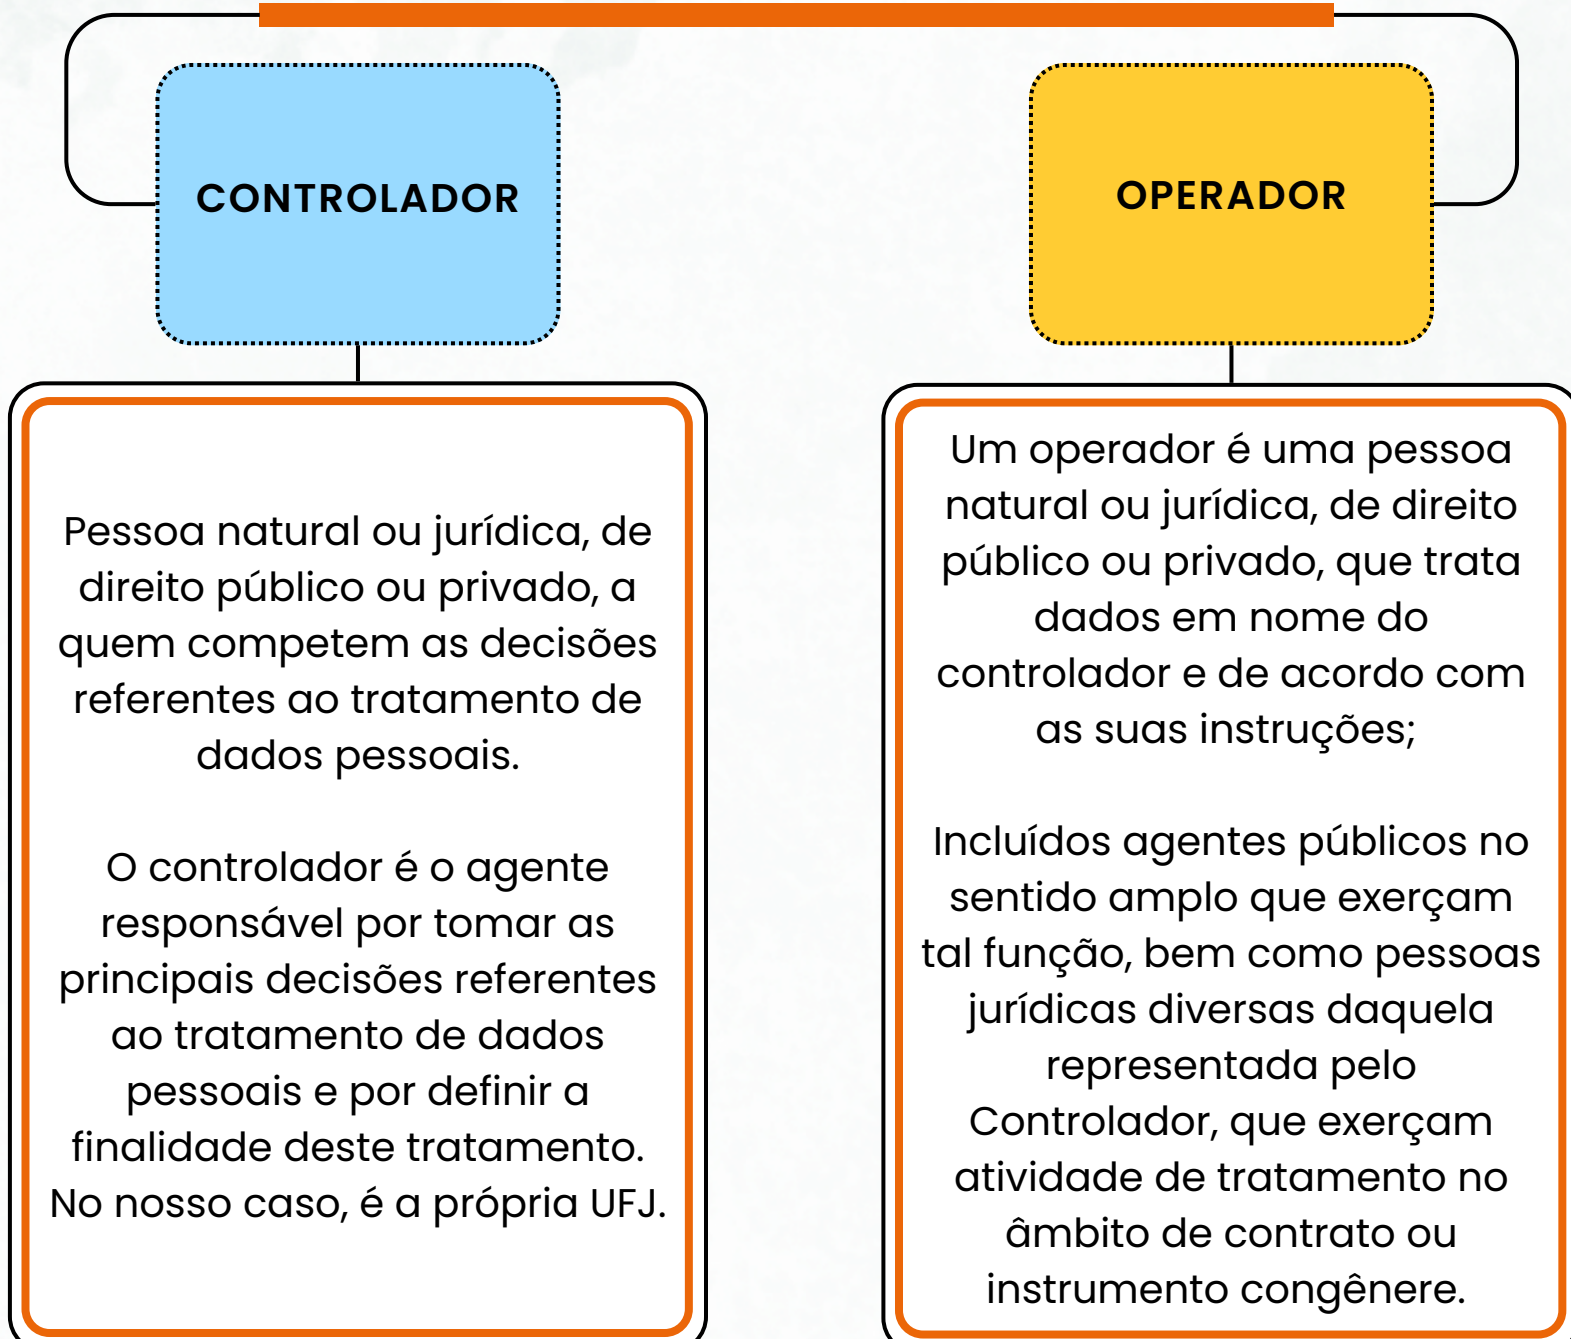 CONTROLADOR
Pessoa natural ou jurídica, de
direito público ou privado, a
quem competem as decisões
referentes ao tratamento de
dados pessoais.
O controlador é o agente
responsável por tomar as
principais decisões referentes
ao tratamento de dados
pessoais e por definir a
finalidade deste tratamento.
No nosso caso, é a própria UFJ.
OPERADOR
Um operador é uma pessoa
natural ou jurídica, de direito
público ou privado, que trata
dados em nome do
controlador e de acordo com
as suas instruções;
Incluídos agentes públicos no
sentido amplo que exerçam
tal função, bem como pessoas
jurídicas diversas daquela
representada pelo
Controlador, que exerçam
atividade de tratamento no
âmbito de contrato ou
instrumento congênere.